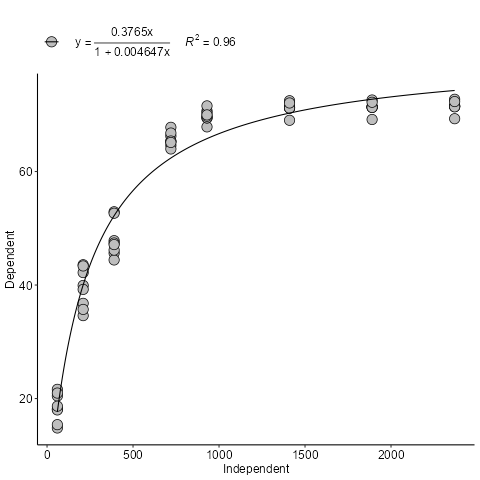 0.3765x
y = R² = 0.96
1 + 0.004647x
60
40
20
Dependent
0 500 1000 1500 2000
Independent